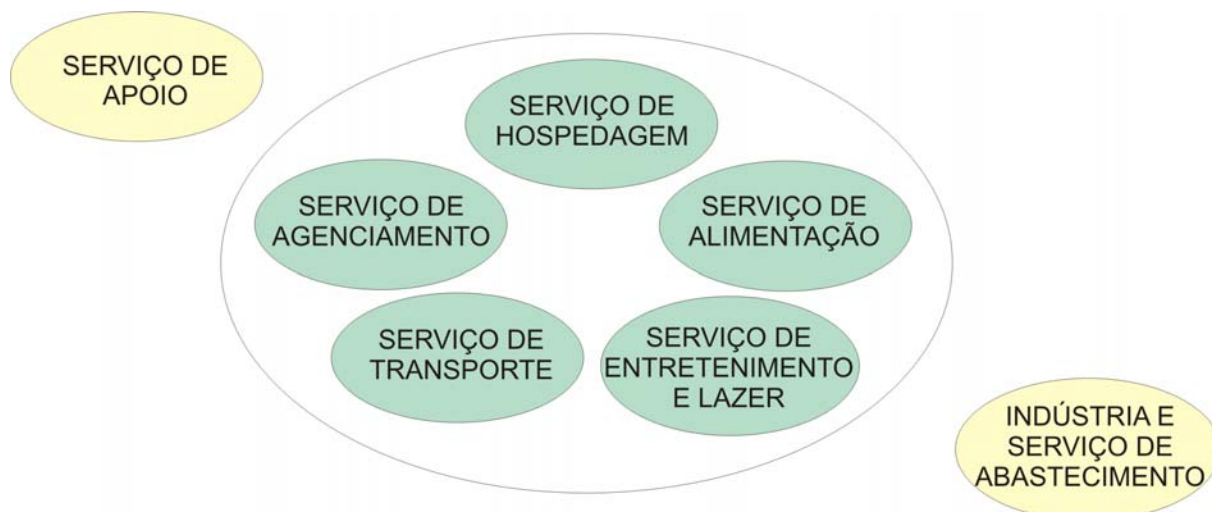 SERVIÇO DE
APOIO
SERVIÇO DE
HOSPEDAGEM
SERVIÇO DE
AGENCIAMENTO
SERVIÇO DE
ALIMENTAÇÃO
SERVIÇO DE
TRANSPORTE
SERVIÇO DE
ENTRETENIMENTO
E LAZER
INDÚSTRIA E
SERVIÇO DE
ABASTECIMENTO